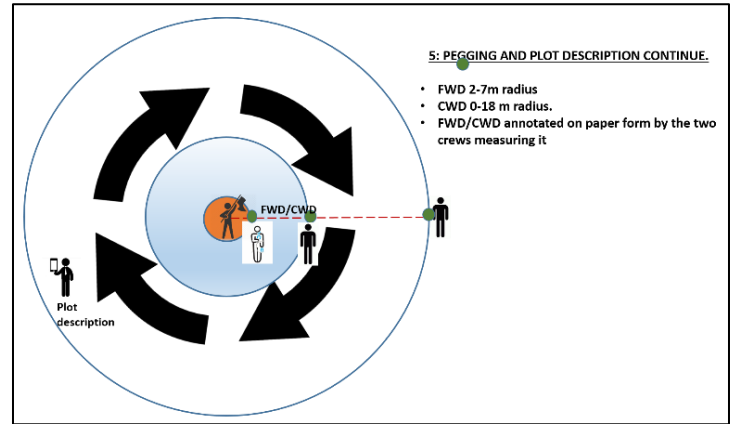 5: PEGGING AND PLOT DESCRIPTION CONTINUE.
• FWD 2-7m radius
• CWD 0-18 m radius.
• FWD/CWD annotated on paper form by the two
crews measuring it
FWD/CWD
Plot
description